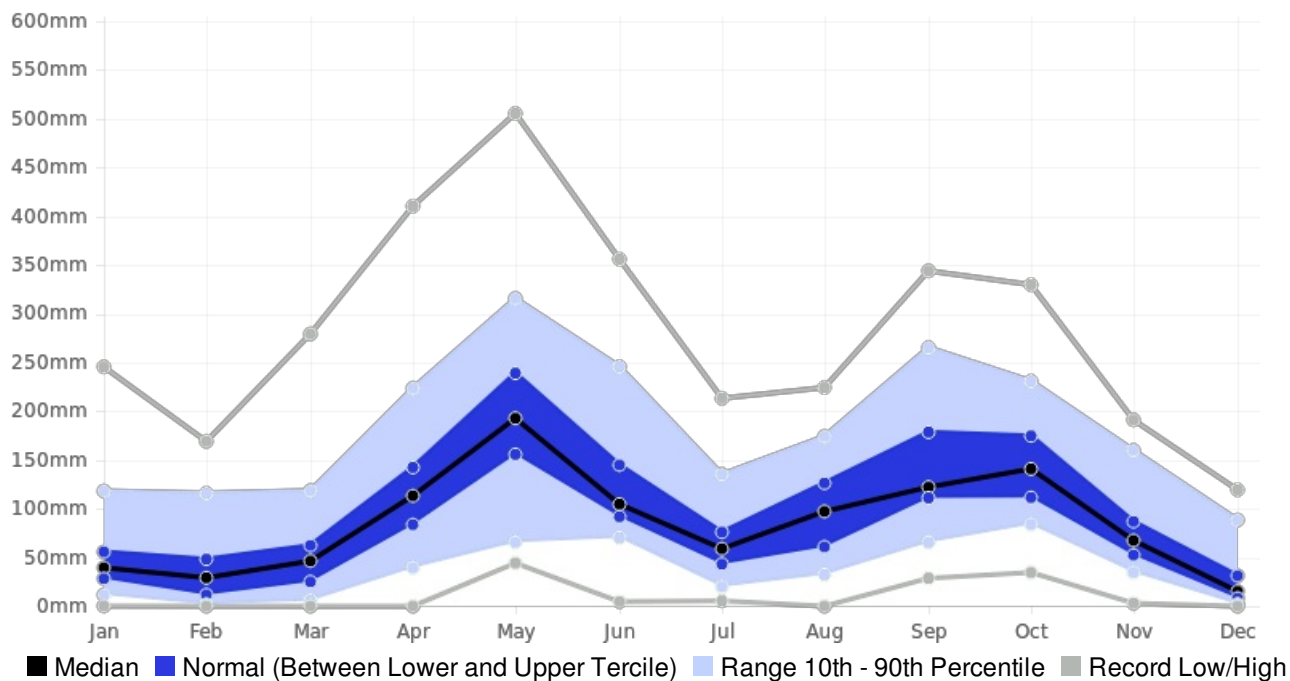 600mm
550mm
500mm
450mm
400mm
350mm
300mm
250mm
200mm
150mm
100mm
50mm
0mm
Jan Feb Mar Apr May Jun Jul Aug Sep Oct Nov Dec
Median Normal (Between Lower and Upper Tercile) Range 10th - 90th Percentile Record Low/High